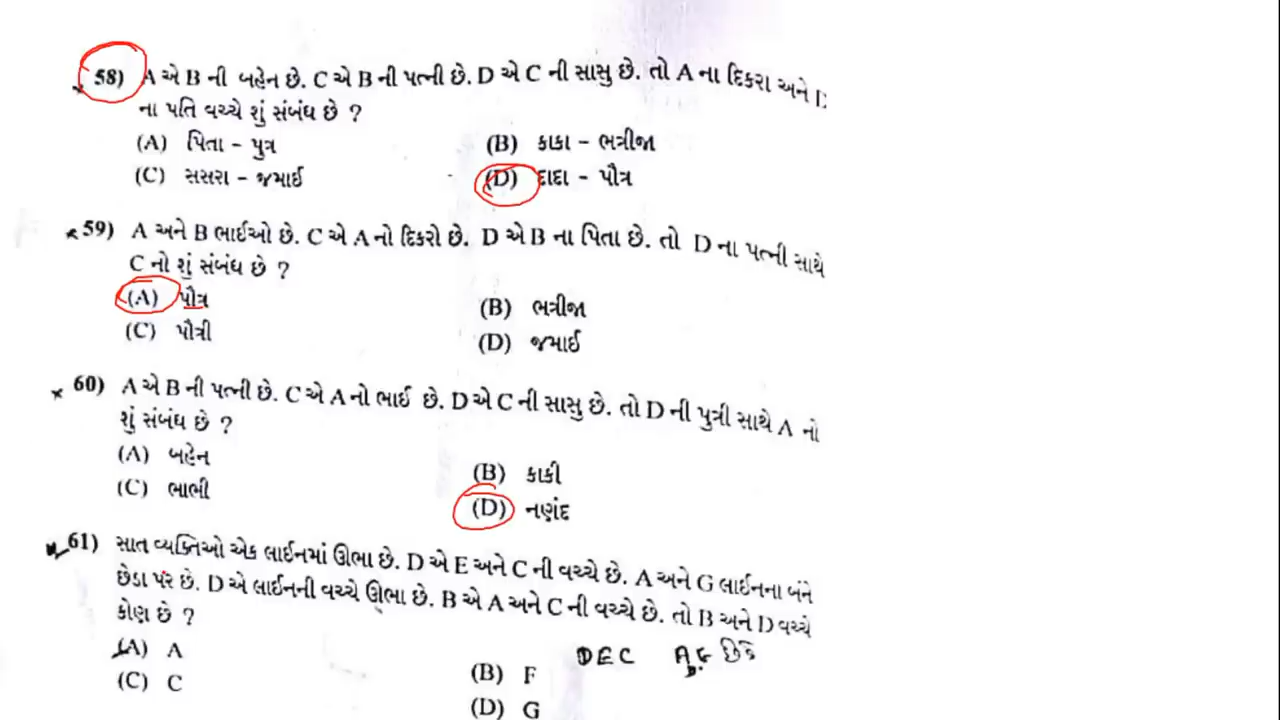 58) A એ B ની બહેન છે. C એ B ની પત્ની છે. D એ C ની સાસુ છે. તો A ના દિકરા અને D
ના પતિ વચ્ચે શું સંબંધ છે ?
(A) પિતા - પુત્ર (B) કાકા - ભત્રીજા
(C) સસરા - જમાઈ (D) દાદા - પૌત્ર
59) A અને B ભાઈઓ છે. C એ A નો દિકરો છે. D એ B ના પિતા છે. તો D ના પત્ની સાથે
C નો શું સંબંધ છે ?
(A) પૌત્ર (B) ભત્રીજા
(C) પૌત્રી (D) જમાઈ
60) A એ B ની પત્ની છે. C એ A નો ભાઈ છે. D એ C ની સાસુ છે. તો D ની પુત્રી સાથે A નો
શું સંબંધ છે ?
(A) બહેન (B) કાકી
(C) ભાભી (D) નણંદ
61) સાત વ્યક્તિઓ એક લાઈનમાં ઊભા છે. D એ E અને C ની વચ્ચે છે. A અને G લાઈનના બંને
છેડા પર છે. D એ લાઈનની વચ્ચે ઊભા છે. B એ A અને C ની વચ્ચે છે. તો B અને D વચ્ચે
કોણ છે ?
(A) A (B) F
(C) C (D) G
DEC